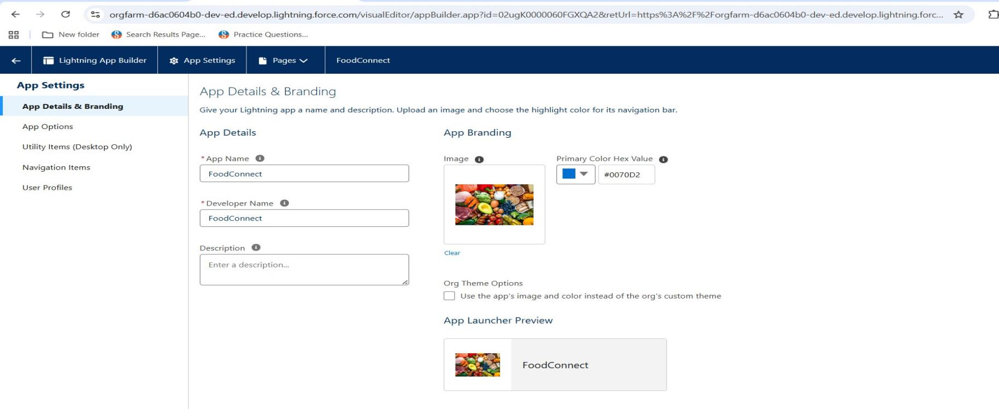 orgfarm-d6ac0604b0-dev-ed.develop.lightning.force.com/visualEditor/appBuilder.app?id=02ugK0000060FGXQA2&retUrl=https%3A%2F%2Forgfarm-d6ac0604b0-dev-ed.develop.lightning.forc...
New folder Search Results Page... Practice Questions...
Lightning App Builder App Settings Pages FoodConnect
App Settings
App Details & Branding
App Options
Utility Items (Desktop Only)
Navigation Items
User Profiles
App Details & Branding
Give your Lightning app a name and description. Upload an image and choose the highlight color for its navigation bar.
App Details
*App Name
FoodConnect
*Developer Name
FoodConnect
Description
Enter a description...
App Branding
Image Primary Color Hex Value
#0070D2
Clear
Org Theme Options
Use the app's image and color instead of the org's custom theme
App Launcher Preview
FoodConnect